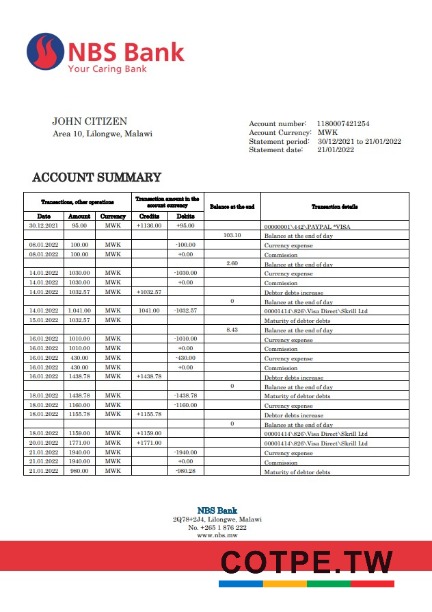 NBS Bank
Your Caring Bank
JOHN CITIZEN
Area 10, Lilongwe, Malawi
Account number: 1180007421254
Account Currency: MWK
Statement period: 30/12/2021 to 21/01/2022
Statement date: 21/01/2022
ACCOUNT SUMMARY
Transactions, other operations Transaction amount in the account currency Balance at the end Transaction details
Date Amount Currency Credits Debits
30.12.2021 95.00 MWK +1136.00 +95.00 00000001\442\PAYPAL *VISA
103.10 Balance at the end of day
08.01.2022 100.00 MWK -100.00 Currency expense
08.01.2022 100.00 MWK +0.00 Commission
2.60 Balance at the end of day
14.01.2022 1030.00 MWK -1030.00 Currency expense
14.01.2022 1030.00 MWK +0.00 Commission
14.01.2022 1032.57 MWK +1032.57 Debtor debts increase
0 Balance at the end of day
14.01.2022 1.041.00 MWK 1041.00 -1032.57 00001414\826\Visa Direct\Skrill Ltd
15.01.2022 1032.57 MWK Maturity of debtor debts
8.43 Balance at the end of day
16.01.2022 1010.00 MWK -1010.00 Currency expense
16.01.2022 1010.00 MWK +0.00 Commission
16.01.2022 430.00 MWK -430.00 Currency expense
16.01.2022 430.00 MWK +0.00 Commission
16.01.2022 1438.78 MWK +1438.78 Debtor debts increase
0 Balance at the end of day
18.01.2022 1438.78 MWK -1438.78 Maturity of debtor debts
18.01.2022 1160.00 MWK -1160.00 Currency expense
18.01.2022 1155.78 MWK +1155.78 Debtor debts increase
0 Balance at the end of day
18.01.2022 1159.00 MWK +1159.00 00001414\826\Visa Direct\Skrill Ltd
20.01.2022 1771.00 MWK +1771.00 00001414\826\Visa Direct\Skrill Ltd
21.01.2022 1940.00 MWK -1940.00 Currency expense
21.01.2022 1940.00 MWK +0.00 Commission
21.01.2022 980.00 MWK -980.28 Maturity of debtor debts
NBS Bank
2Q78+2J4, Lilongwe, Malawi
No. +265 1 876 222
www.nbs.mw
COTPE.TW